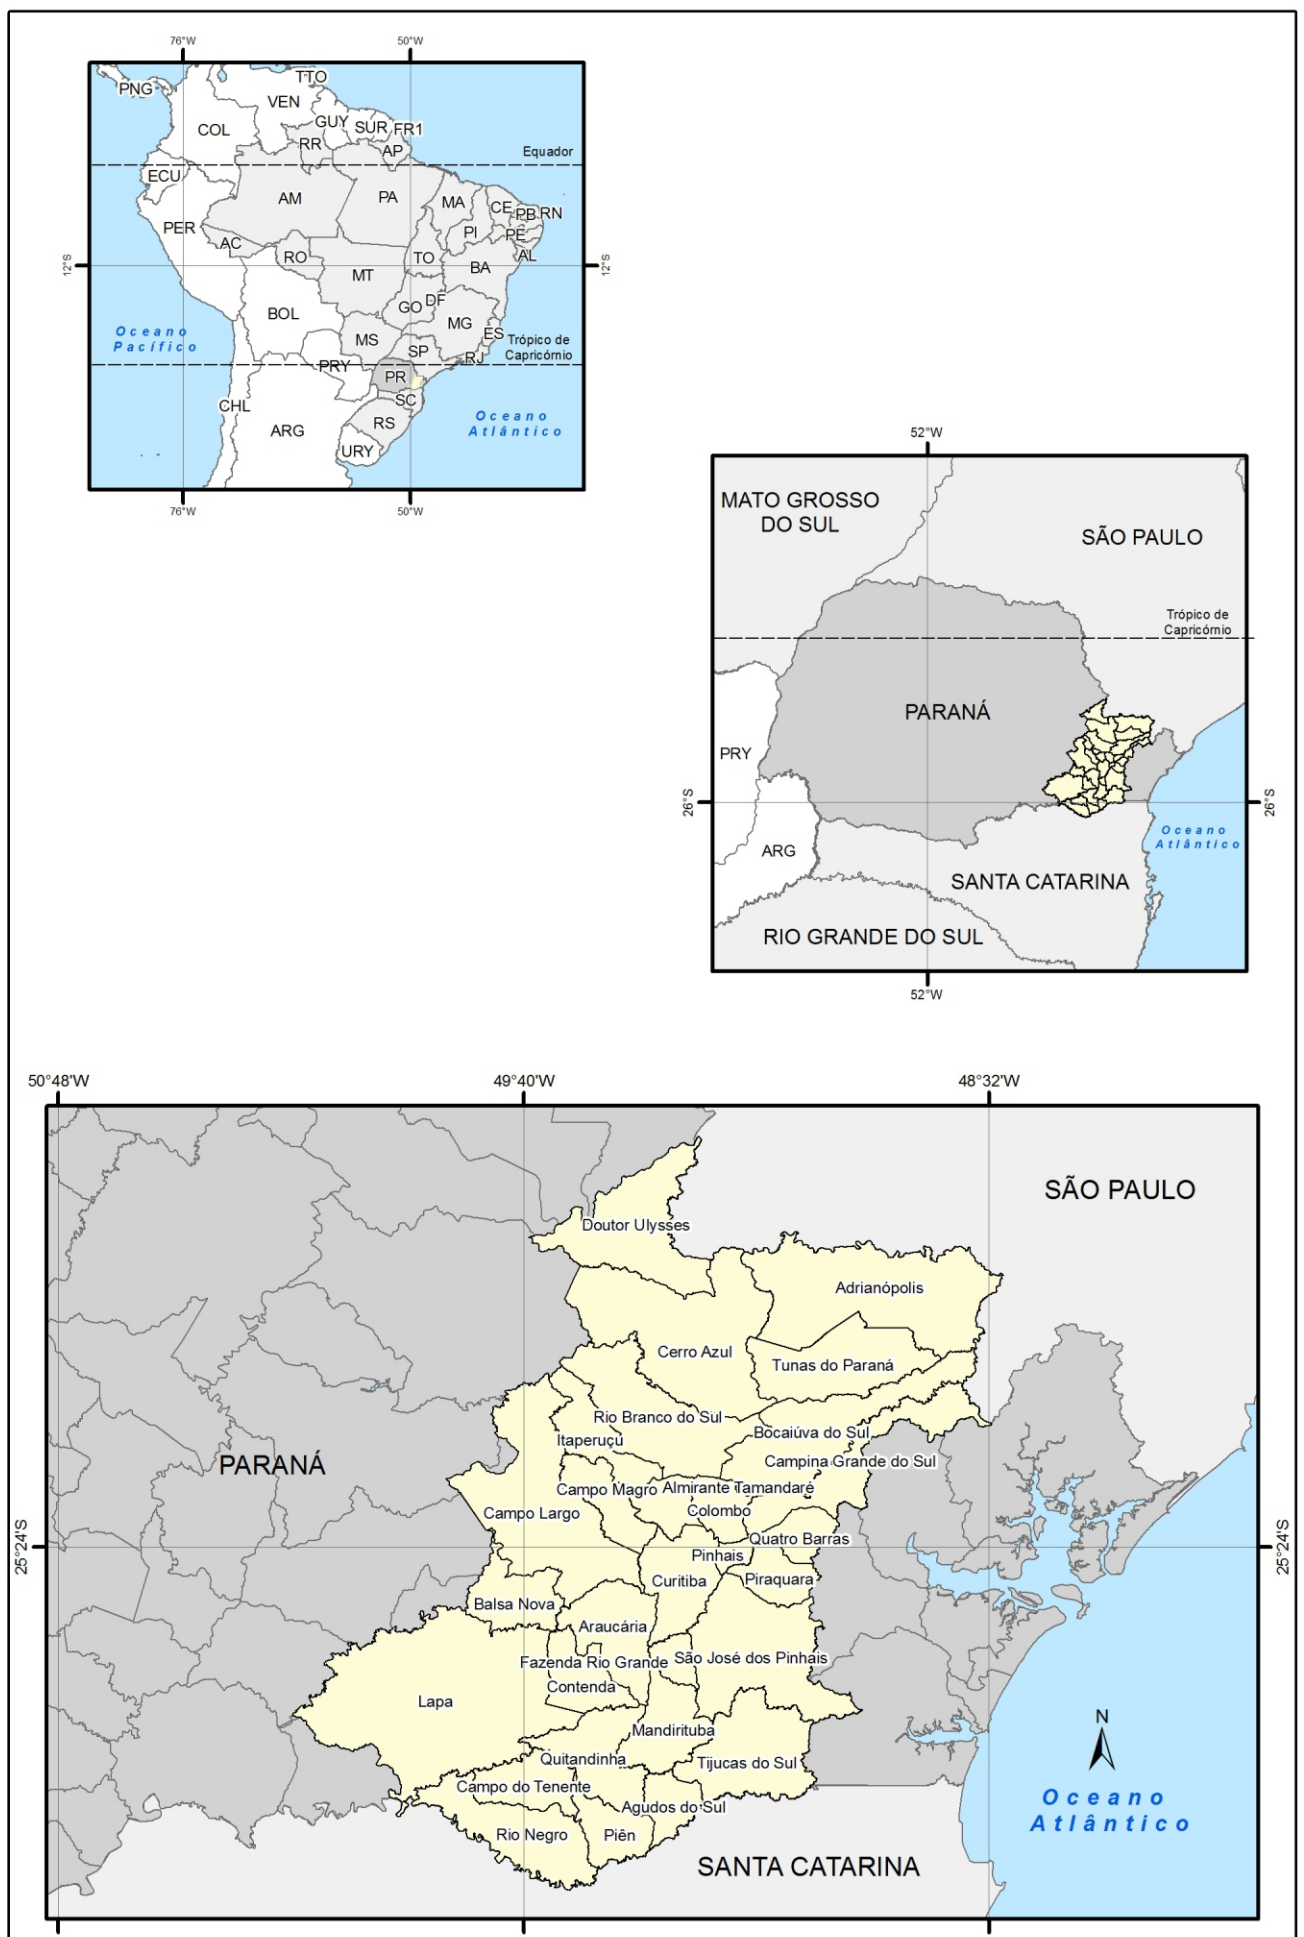 76°W
50°W
TTO
PNG
VEN
GUY
COL
SUR
FR1
RR
AP
Equador
ECU
AM
PA
MA
CE
PB
RN
PER
PI
PE
AC
RO
TO
AL
12°S
12°S
MT
BA
GO
DF
BOL
MG
Oceano
Pacífico
MS
ES
SP
Trópico de
Capricórnio
RJ
PRY
PR
CHL
SC
RS
Oceano
Atlântico
ARG
URY
76°W
50°W
52°W
MATO GROSSO
DO SUL
SÃO PAULO
Trópico de
Capricórnio
PARANÁ
PRY
26°S
26°S
Oceano
Atlântico
ARG
SANTA CATARINA
RIO GRANDE DO SUL
52°W
50°48'W
49°40'W
48°32'W
SÃO PAULO
Doutor Ulysses
Adrianópolis
Cerro Azul
Tunas do Paraná
Rio Branco do Sul
Bocaiúva do Sul
Itaperuçú
PARANÁ
Campina Grande do Sul
Campo Magro
Almirante Tamandaré
Campo Largo
Colombo
Quatro Barras
25°24'S
25°24'S
Pinhais
Curitiba
Piraquara
Balsa Nova
Araucária
Fazenda Rio Grande
São José dos Pinhais
Contenda
Lapa
N
Mandirituba
Quitandinha
Tijucas do Sul
Campo do Tenente
Agudos do Sul
Oceano
Atlântico
Rio Negro
Piên
SANTA CATARINA